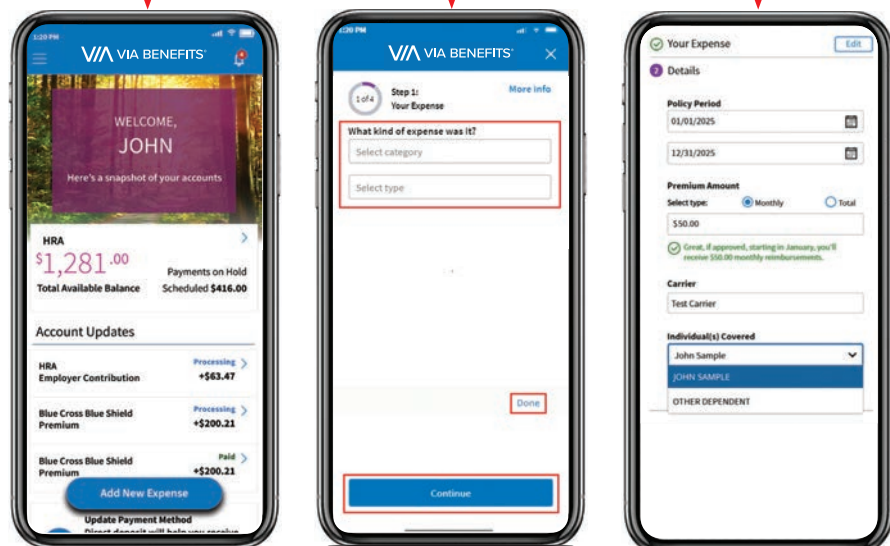 1:20 PM
VIA BENEFITS
WELCOME,
JOHN
Here's a snapshot of your accounts
HRA
$1,281.00
Payments on Hold
Total Available Balance
Scheduled $416.00
Account Updates
HRA
Employer Contribution
Processing
+$63.47
Blue Cross Blue Shield
Premium
Processing
+$200.21
Blue Cross Blue Shield
Premium
Paid
+$200.21
Add New Expense
Update Payment Method
Direct deposit will help you receive
1:20 PM
VIA BENEFITS
1 of 4
Step 1:
Your Expense
More info
What kind of expense was it?
Select category
Select type
Done
Continue
Your Expense
Edit
Details
Policy Period
01/01/2025
12/31/2025
Premium Amount
Select type:
Monthly
Total
$50.00
Great, if approved, starting in January, you'll
receive $50.00 monthly reimbursements.
Carrier
Test Carrier
Individual(s) Covered
John Sample
JOHN SAMPLE
OTHER DEPENDENT